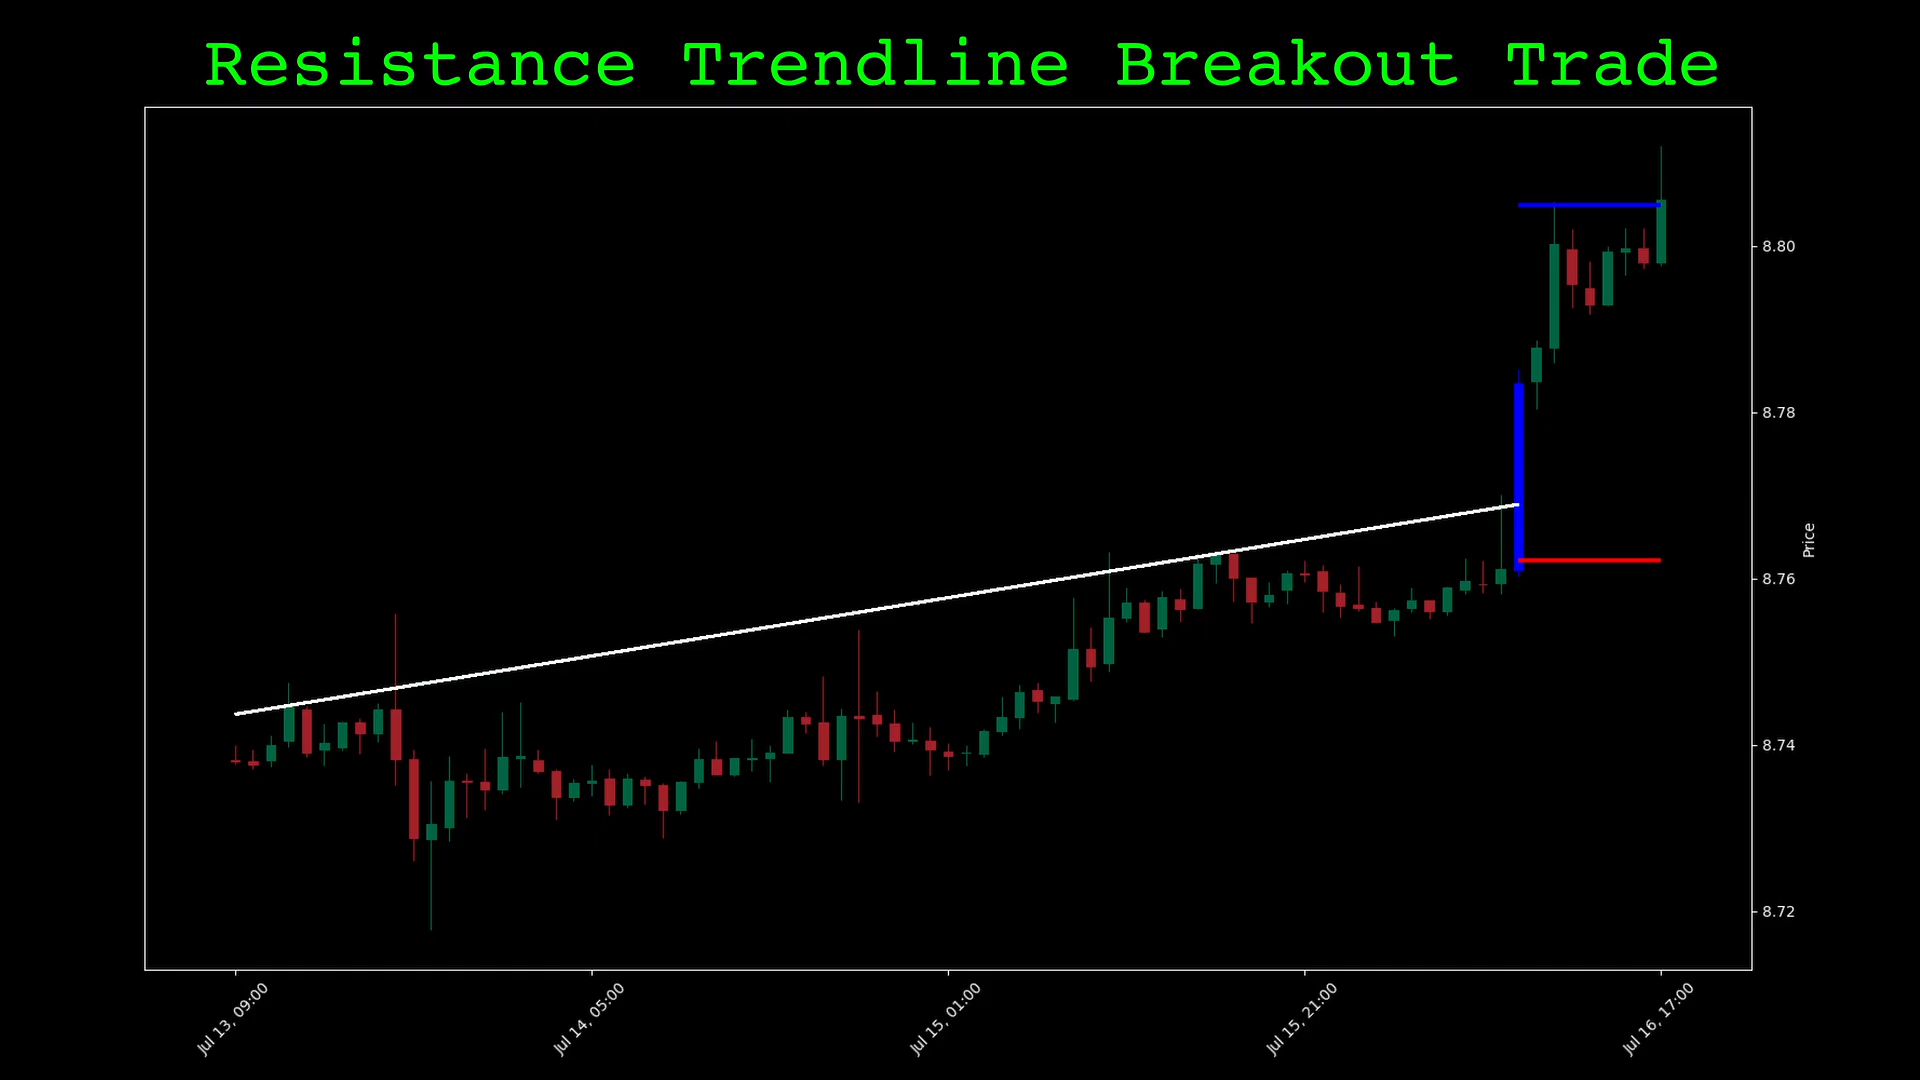 Resistance Trendline Breakout Trade
8.80
8.78
8.76
8.74
8.72
Price
Jul 13, 09:00
Jul 14, 05:00
Jul 15, 01:00
Jul 15, 21:00
Jul 16, 17:00